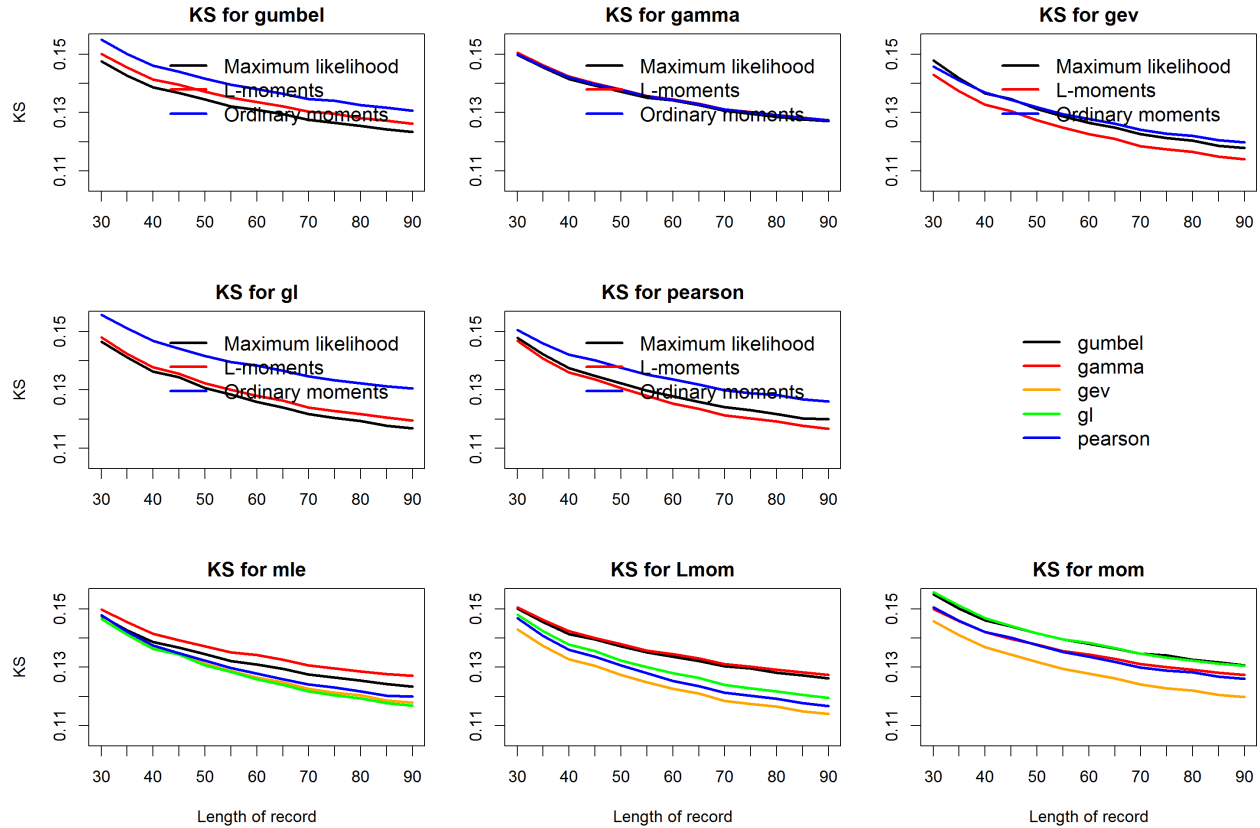 KS for gumbel
KS
0.15
0.13
0.11
Maximum likelihood
L-moments
Ordinary moments
30 40 50 60 70 80 90
KS for gamma
0.15
0.13
0.11
Maximum likelihood
L-moments
Ordinary moments
30 40 50 60 70 80 90
KS for gev
0.15
0.13
0.11
Maximum likelihood
L-moments
Ordinary moments
30 40 50 60 70 80 90
KS for gl
KS
0.15
0.13
0.11
Maximum likelihood
L-moments
Ordinary moments
30 40 50 60 70 80 90
KS for pearson
0.15
0.13
0.11
Maximum likelihood
L-moments
Ordinary moments
30 40 50 60 70 80 90
gumbel
gamma
gev
gl
pearson
KS for mle
KS
0.15
0.13
0.11
30 40 50 60 70 80 90
Length of record
KS for Lmom
0.15
0.13
0.11
30 40 50 60 70 80 90
Length of record
KS for mom
0.15
0.13
0.11
30 40 50 60 70 80 90
Length of record